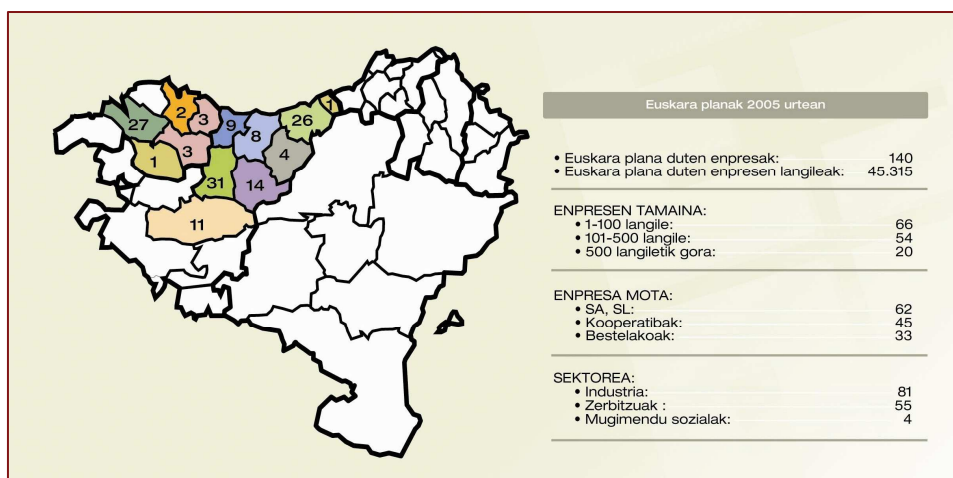 27
2
3
9
8
26
1
3
4
1
31
14
11
Euskara planak 2005 urtean
• Euskara plana duten enpresak: 140
• Euskara plana duten enpresen langileak: 45.315
ENPRESEN TAMAINA:
• 1-100 langile: 66
• 101-500 langile: 54
• 500 langiletik gora: 20
ENPRESA MOTA:
• SA, SL: 62
• Kooperatibak: 45
• Bestelakoak: 33
SEKTOREA:
• Industria: 81
• Zerbitzuak : 55
• Mugimendu sozialak: 4